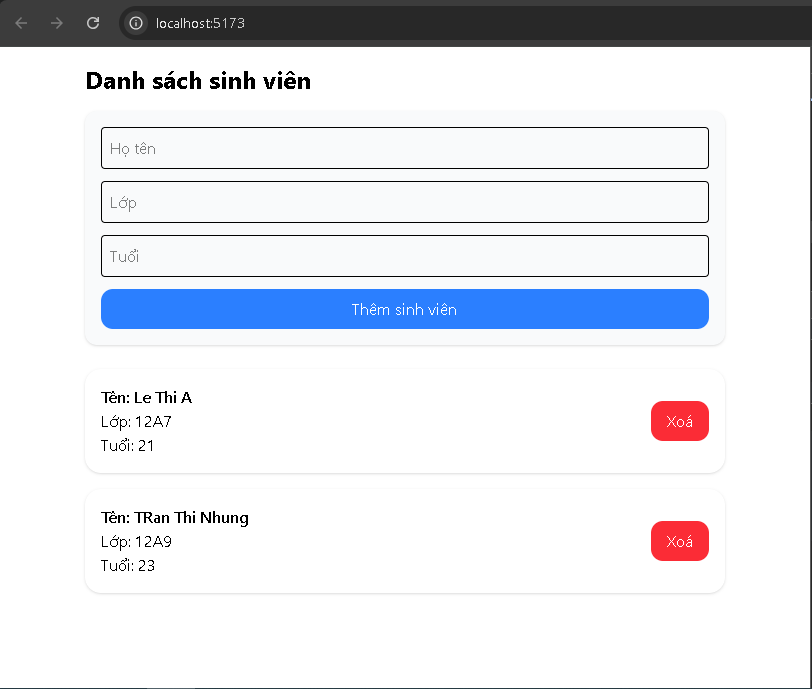 localhost:5173
Danh sách sinh viên
Họ tên
Lớp
Tuổi
Thêm sinh viên
Tên: Le Thi A
Lớp: 12A7
Tuổi: 21
Xoá
Tên: TRan Thi Nhung
Lớp: 12A9
Tuổi: 23
Xoá